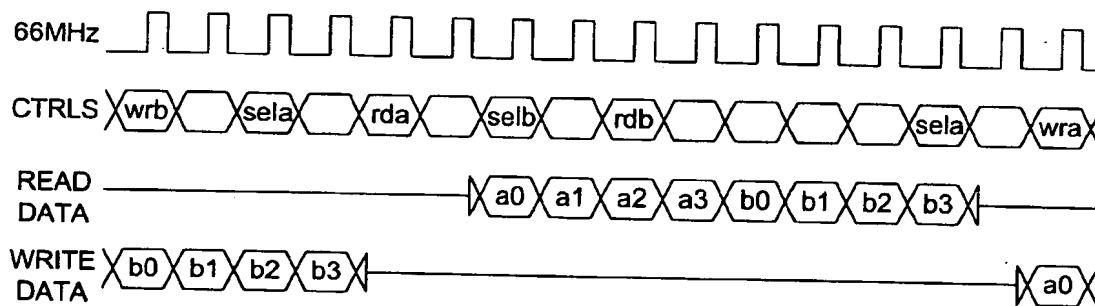 66MHz
CTRLS wrb sela rda selb rdb sela wra
READ DATA a0 a1 a2 a3 b0 b1 b2 b3
WRITE DATA b0 b1 b2 b3 a0